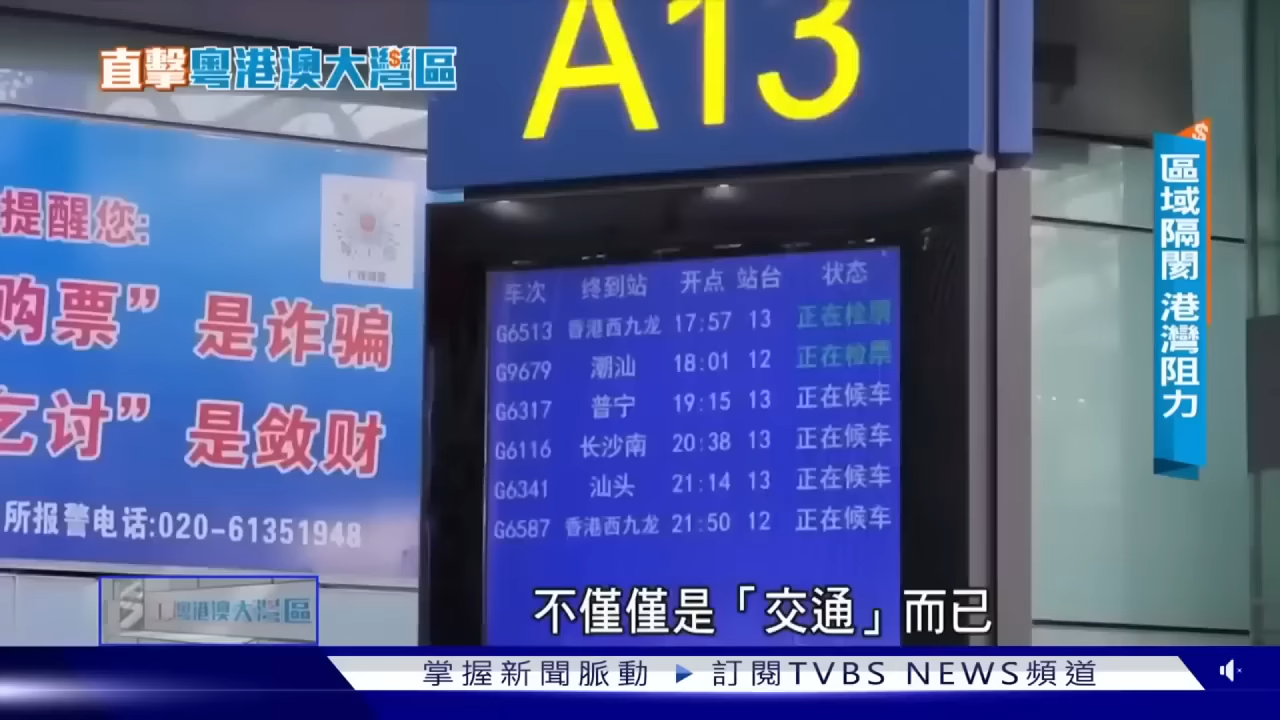 直擊粵港澳大灣區
A13
提醒您:
购票” 是诈骗
乞讨” 是敛财
所报警电话:020-61351948
车次 终到站 开点 站台 状态
G6513 香港西九龙 17:57 13 正在检票
G9679 潮汕 18:01 12 正在检票
G6317 普宁 19:15 13 正在候车
G6116 长沙南 20:38 13 正在候车
G6341 汕头 21:14 13 正在候车
G6587 香港西九龙 21:50 12 正在候车
區域隔閡 港灣阻力
粵港澳大灣區
不僅僅是「交通」而已
掌握新聞脈動 ▶ 訂閱TVBS NEWS頻道